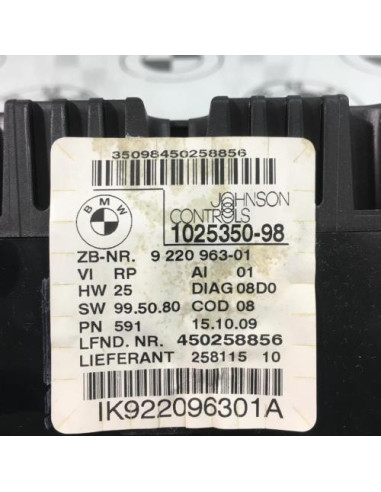 35098450258856
BMW
JOHNSON
CONTROLS
1025350-98
ZB-NR. 9 220 963-01
VI RP AI 01
HW 25 DIAG 08D0
SW 99.50.80 COD 08
PN 591 15.10.09
LFND. NR. 450258856
LIEFERANT 258115 10
IK922096301A